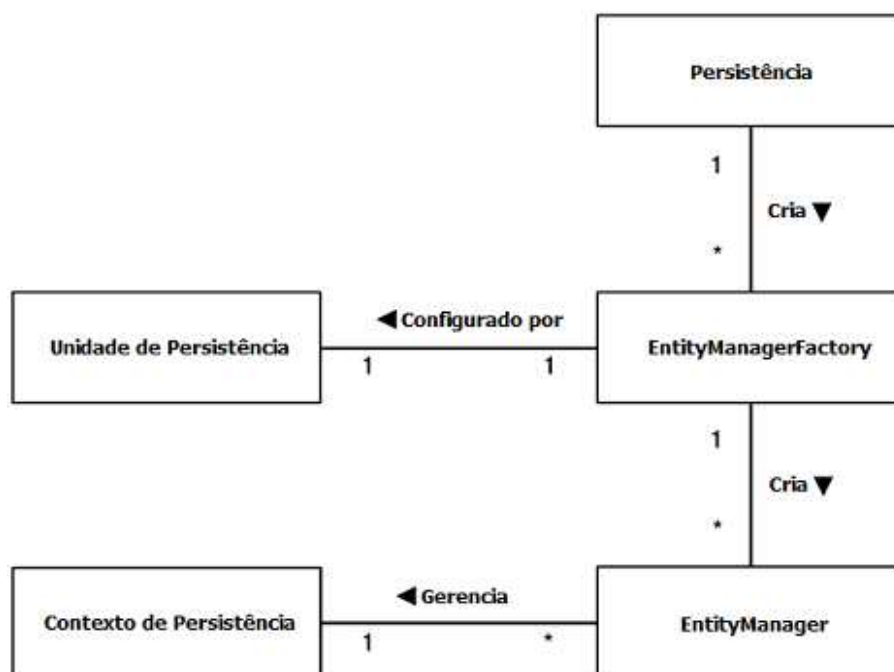 Persistência
1
Cria ▼
*
◄ Configurado por
Unidade de Persistência
EntityManagerFactory
1 1
1
Cria ▼
*
◄ Gerencia
Contexto de Persistência
EntityManager
1 *